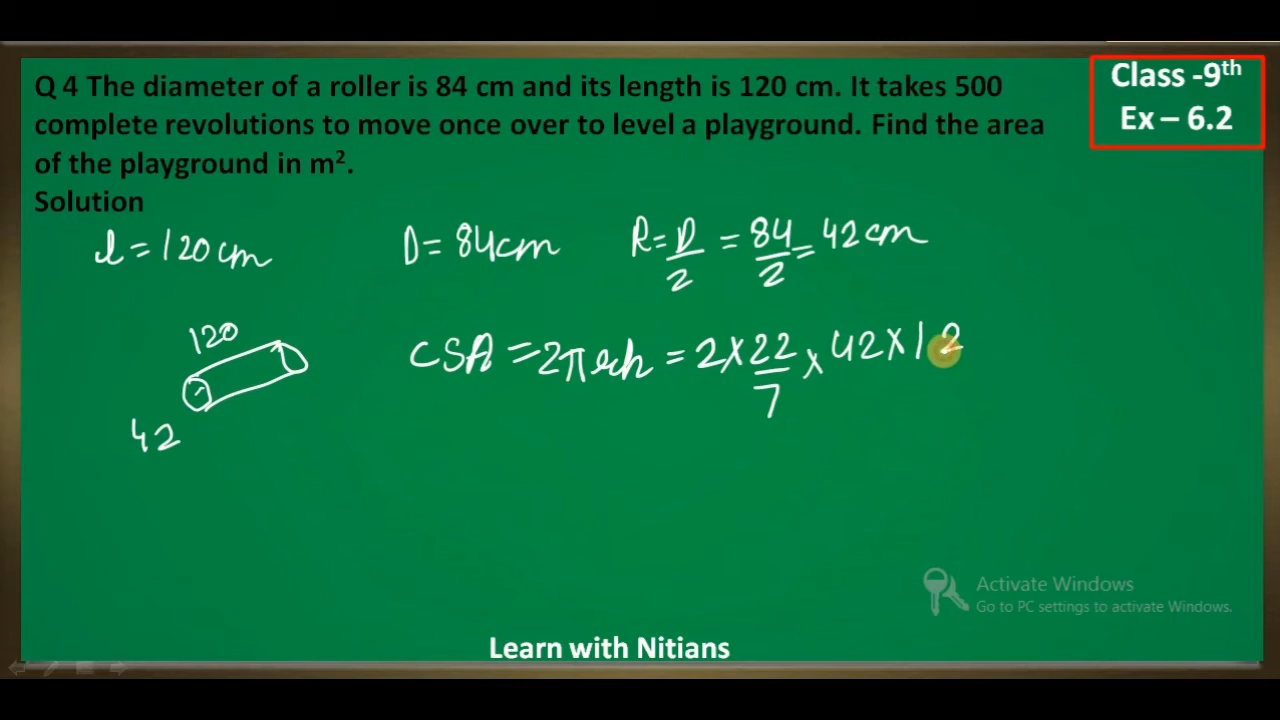 Q 4 The diameter of a roller is 84 cm and its length is 120 cm. It takes 500
complete revolutions to move once over to level a playground. Find the area
of the playground in m².
Solution
Class -9th
Ex – 6.2
l = 120 cm
D = 84 cm
R = D/2 = 84/2 = 42 cm
120
42
CSA = 2πrh = 2 × 22/7 × 42 × 12
Activate Windows
Go to PC settings to activate Windows.
Learn with Nitians